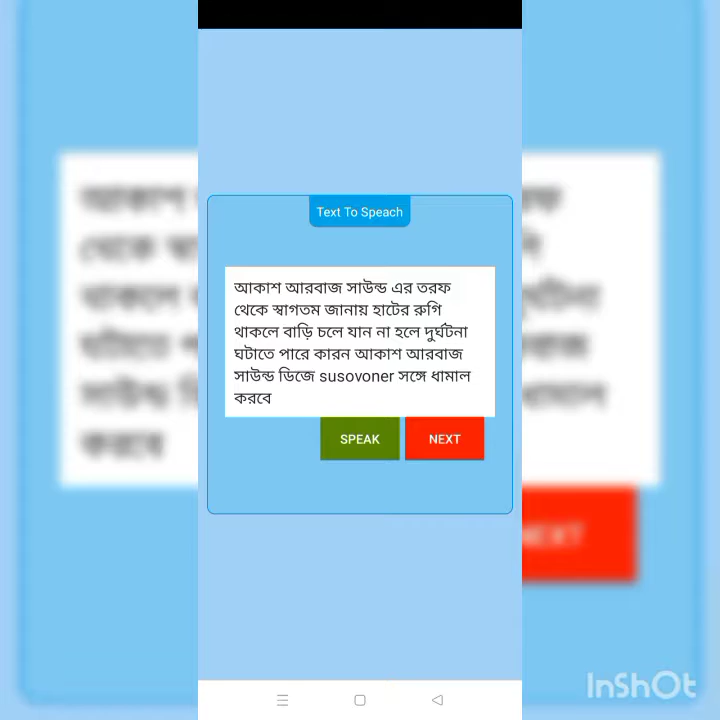 Text To Speach
আকাশ আরবাজ সাউন্ড এর তরফ
থেকে স্বাগতম জানায় হার্টের রুগি
থাকলে বাড়ি চলে যান না হলে দুর্ঘটনা
ঘটাতে পারে কারন আকাশ আরবাজ
সাউন্ড ডিজে susovoner সঙ্গে ধামাল
করবে
SPEAK NEXT
InShOt